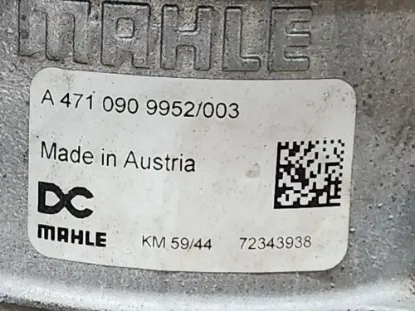 MAHLE
A 471 090 9952/003
Made in Austria
DC
MAHLE KM 59/44 72343938